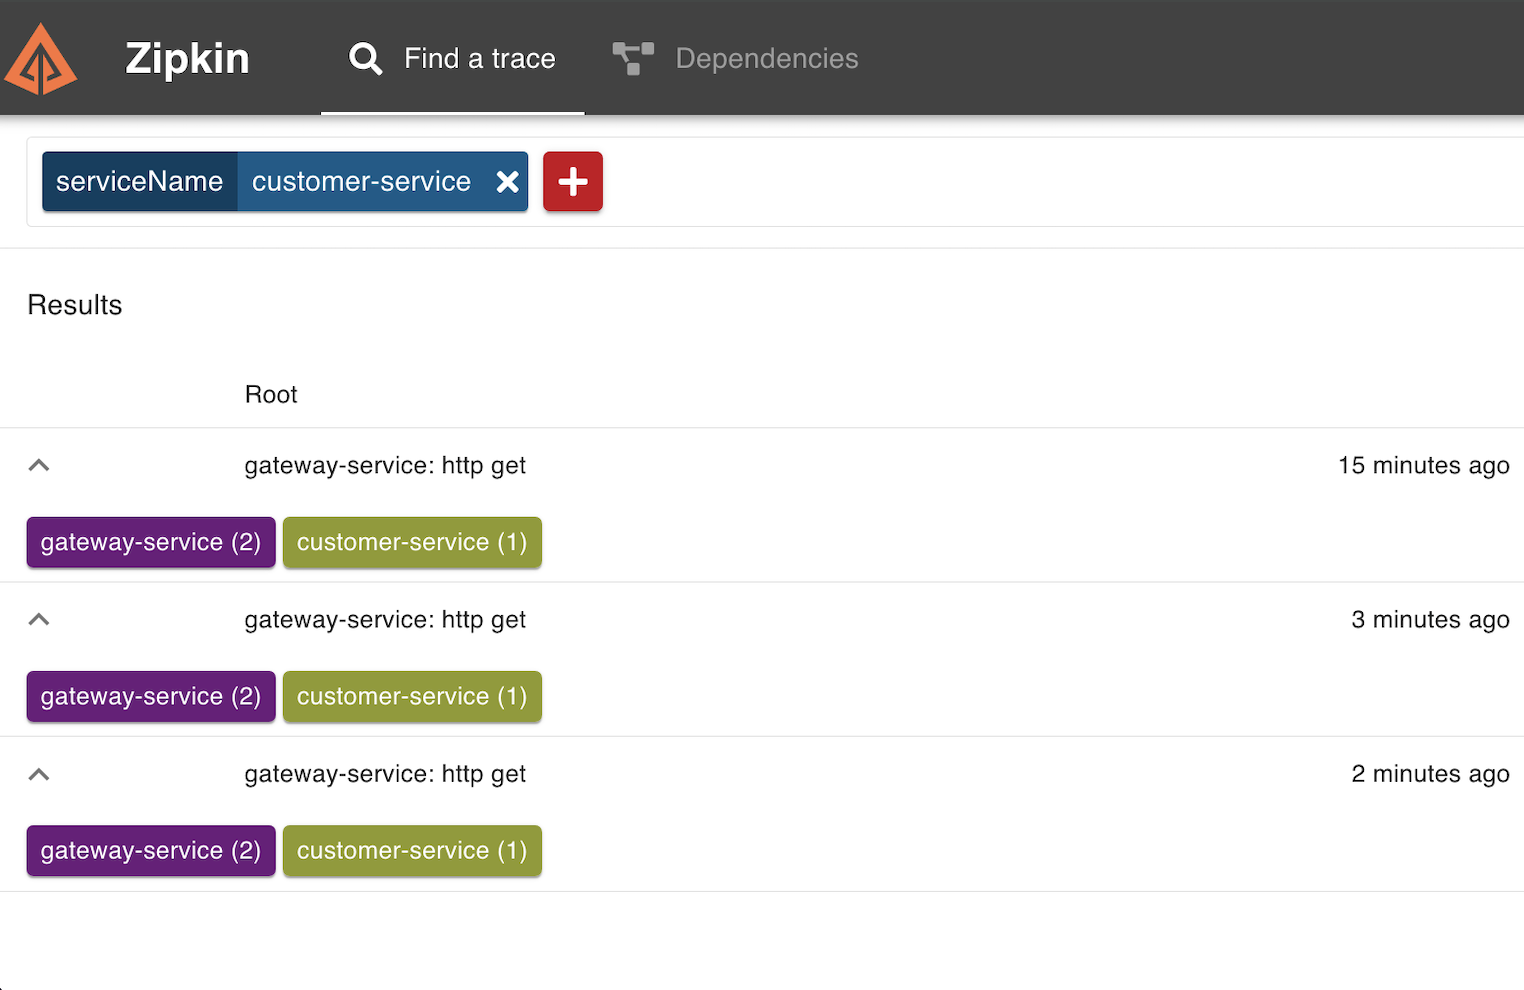 Zipkin Find a trace Dependencies
serviceName customer-service
Results
Root
gateway-service: http get 15 minutes ago
gateway-service (2) customer-service (1)
gateway-service: http get 3 minutes ago
gateway-service (2) customer-service (1)
gateway-service: http get 2 minutes ago
gateway-service (2) customer-service (1)